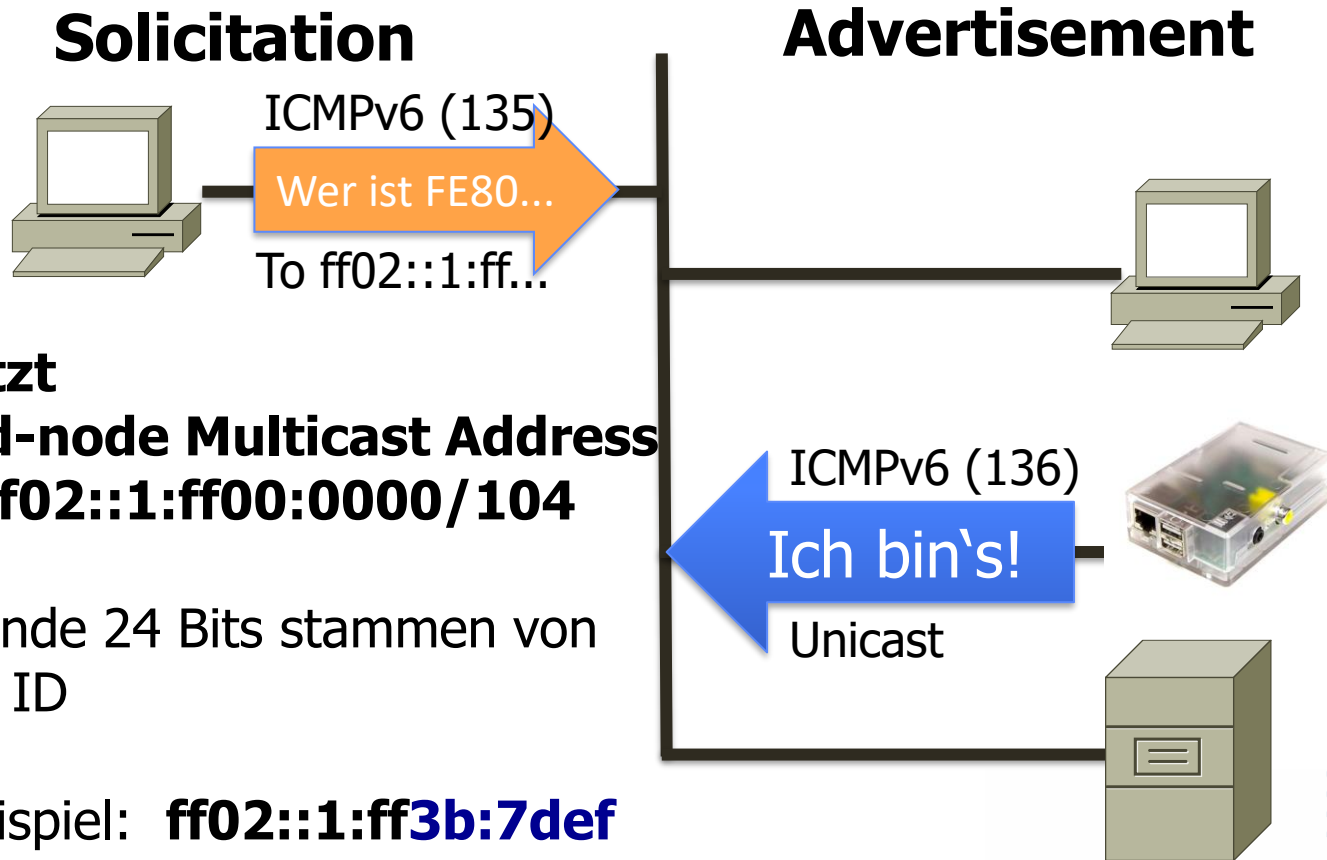 Solicitation
Advertisement
ICMPv6 (135)
Wer ist FE80...
To ff02::1:ff...
tzt
d-node Multicast Address
f02::1:ff00:0000/104
ICMPv6 (136)
Ich bin‘s!
Unicast
nde 24 Bits stammen von
ID
ispiel: ff02::1:ff3b:7def